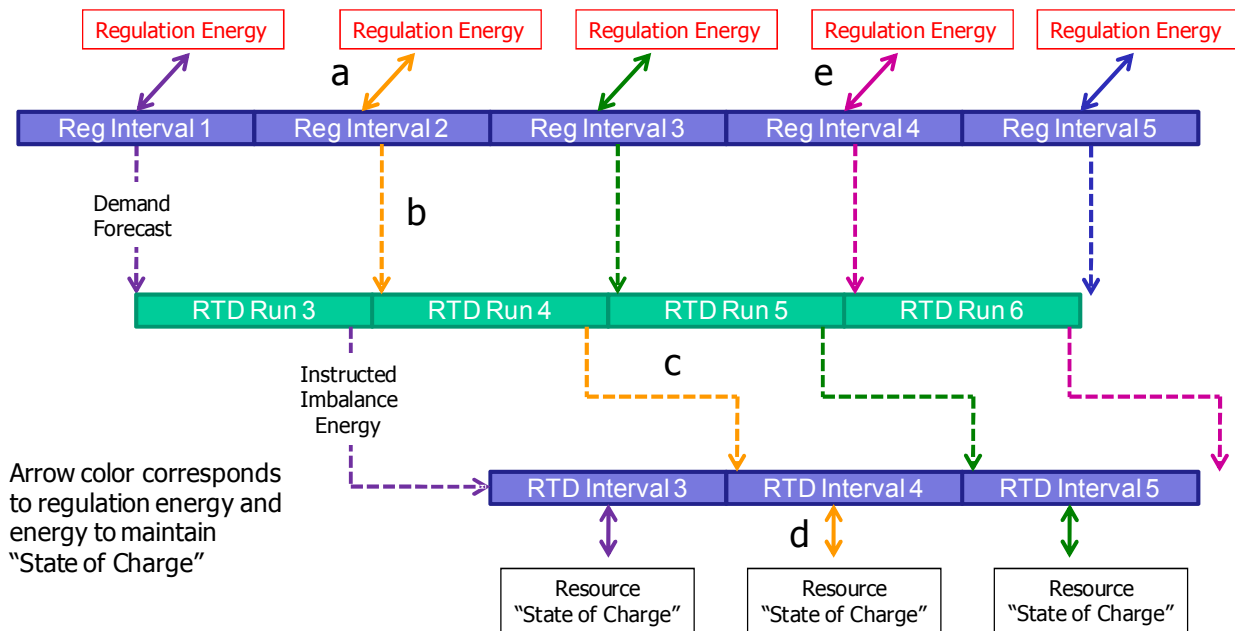 Regulation Energy
Regulation Energy
Regulation Energy
Regulation Energy
Regulation Energy
a
e
Reg Interval 1
Reg Interval 2
Reg Interval 3
Reg Interval 4
Reg Interval 5
Demand
Forecast
b
RTD Run 3
RTD Run 4
RTD Run 5
RTD Run 6
Instructed
Imbalance
Energy
c
Arrow color corresponds
to regulation energy and
energy to maintain
“State of Charge”
RTD Interval 3
RTD Interval 4
RTD Interval 5
d
Resource
“State of Charge”
Resource
“State of Charge”
Resource
“State of Charge”